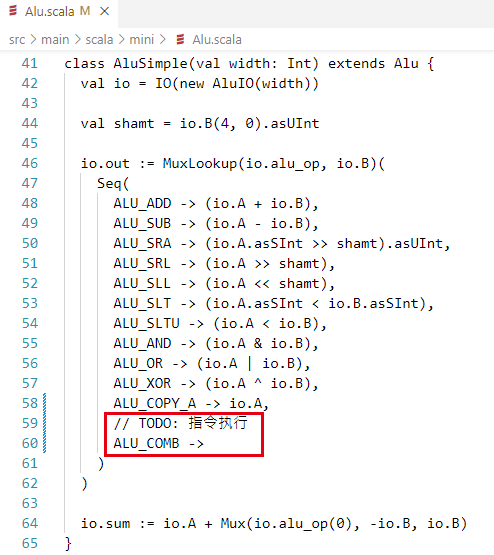 Alu.scala M ×
src > main > scala > mini > Alu.scala
41 class AluSimple(val width: Int) extends Alu {
42 val io = IO(new AluIO(width))
43
44 val shamt = io.B(4, 0).asUInt
45
46 io.out := MuxLookup(io.alu_op, io.B)(
47 Seq(
48 ALU_ADD -> (io.A + io.B),
49 ALU_SUB -> (io.A - io.B),
50 ALU_SRA -> (io.A.asSInt >> shamt).asUInt,
51 ALU_SRL -> (io.A >> shamt),
52 ALU_SLL -> (io.A << shamt),
53 ALU_SLT -> (io.A.asSInt < io.B.asSInt),
54 ALU_SLTU -> (io.A < io.B),
55 ALU_AND -> (io.A & io.B),
56 ALU_OR -> (io.A | io.B),
57 ALU_XOR -> (io.A ^ io.B),
58 ALU_COPY_A -> io.A,
59 // TODO: 指令执行
60 ALU_COMB ->
61 )
62 )
63
64 io.sum := io.A + Mux(io.alu_op(0), -io.B, io.B)
65 }